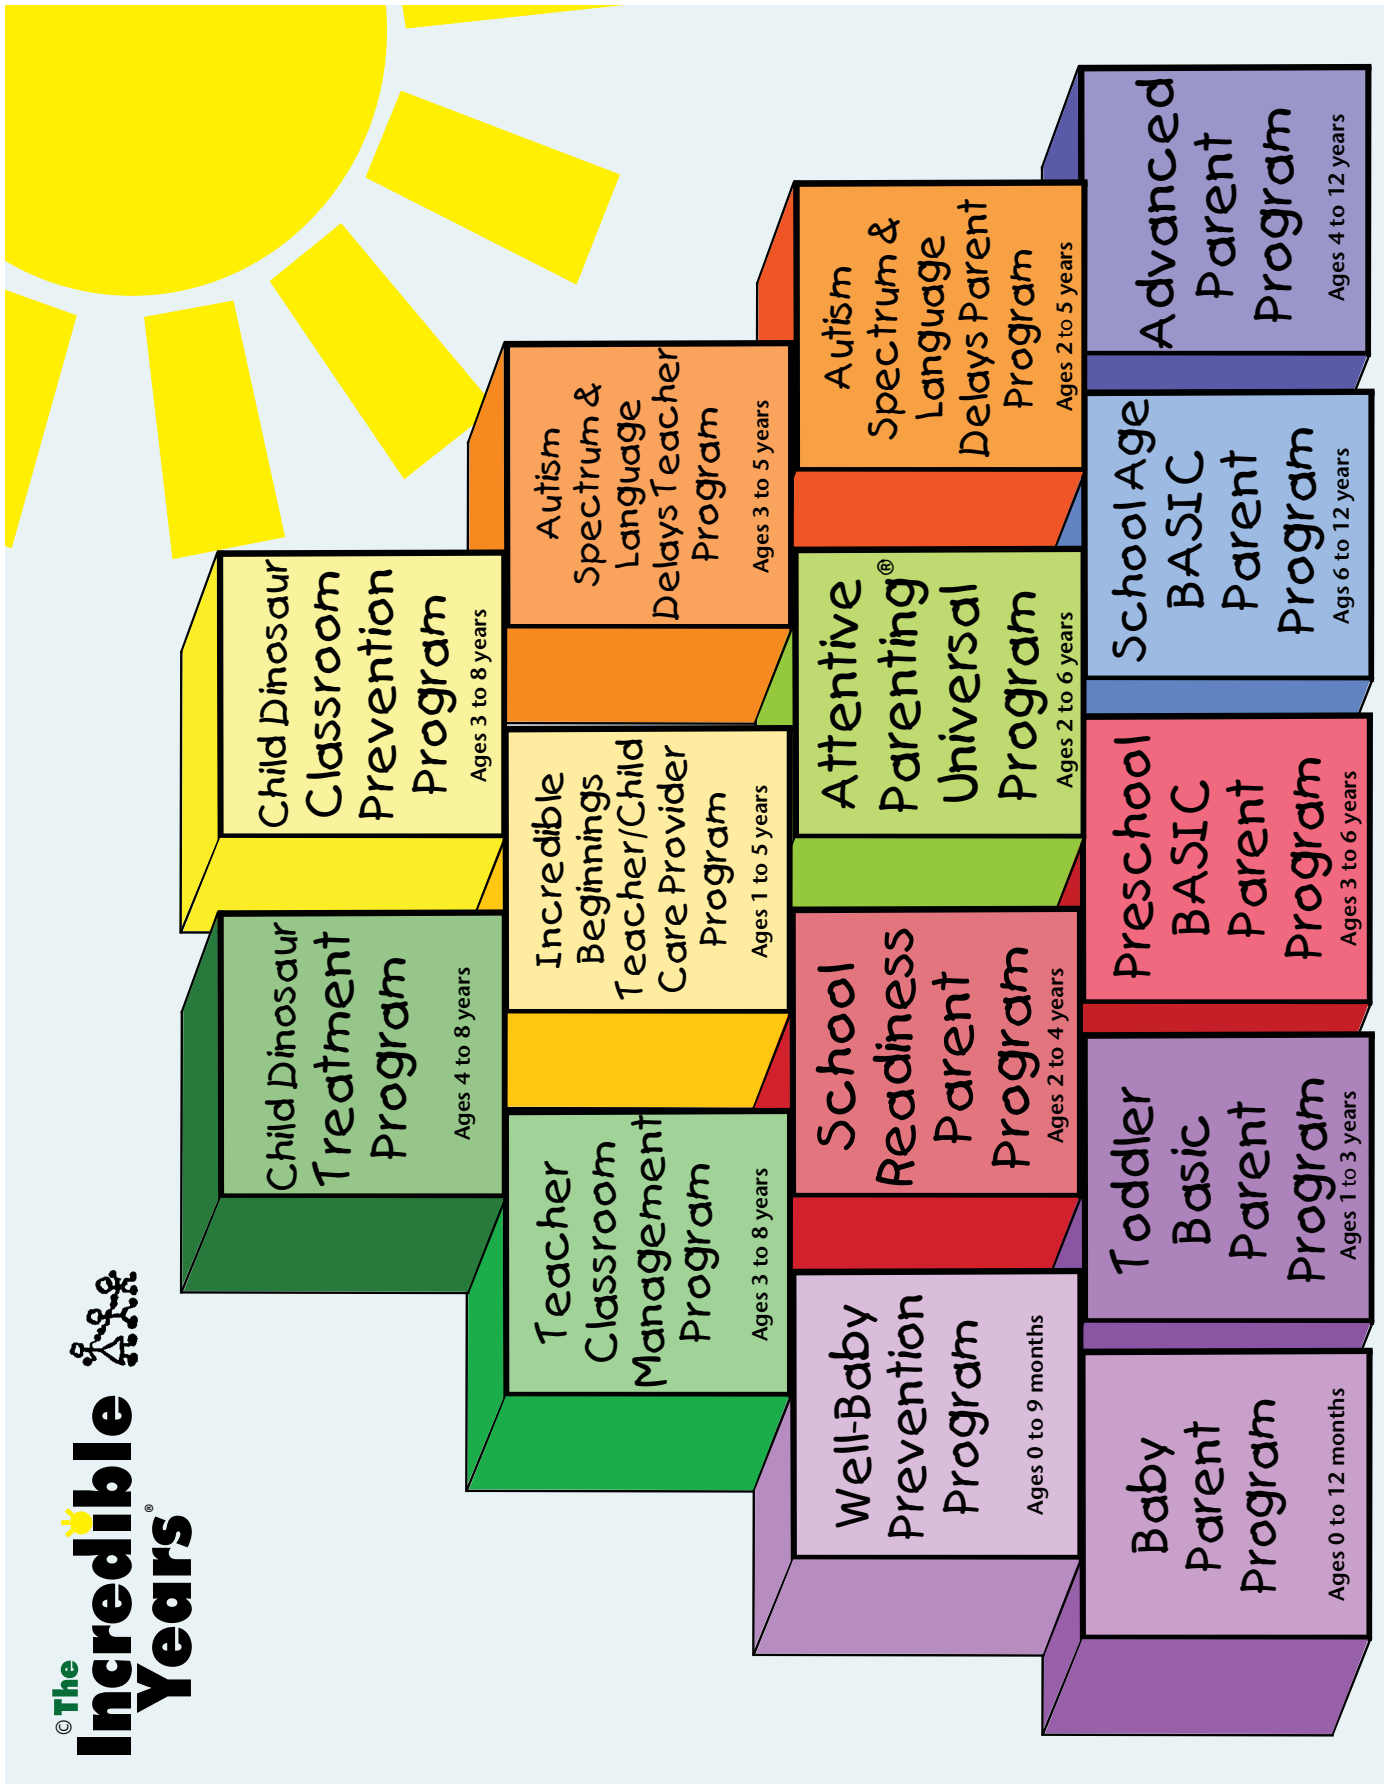 © The
Incredible
Years®
Child Dinosaur
Treatment
Program
Ages 4 to 8 years
Child Dinosaur
Classroom
Prevention
Program
Ages 3 to 8 years
Teacher
Classroom
Management
Program
Ages 3 to 8 years
Incredible
Beginnings
Teacher/Child
Care Provider
Program
Ages 1 to 5 years
Autism
Spectrum &
Language
Delays Teacher
Program
Ages 3 to 5 years
Well-Baby
Prevention
Program
Ages 0 to 9 months
School
Readiness
Parent
Program
Ages 2 to 4 years
Attentive
Parenting®
Universal
Program
Ages 2 to 6 years
Autism
Spectrum &
Language
Delays Parent
Program
Ages 2 to 5 years
Baby
Parent
Program
Ages 0 to 12 months
Toddler
Basic
Parent
Program
Ages 1 to 3 years
Preschool
BASIC
Parent
Program
Ages 3 to 6 years
School Age
BASIC
Parent
Program
Ags 6 to 12 years
Advanced
Parent
Program
Ages 4 to 12 years